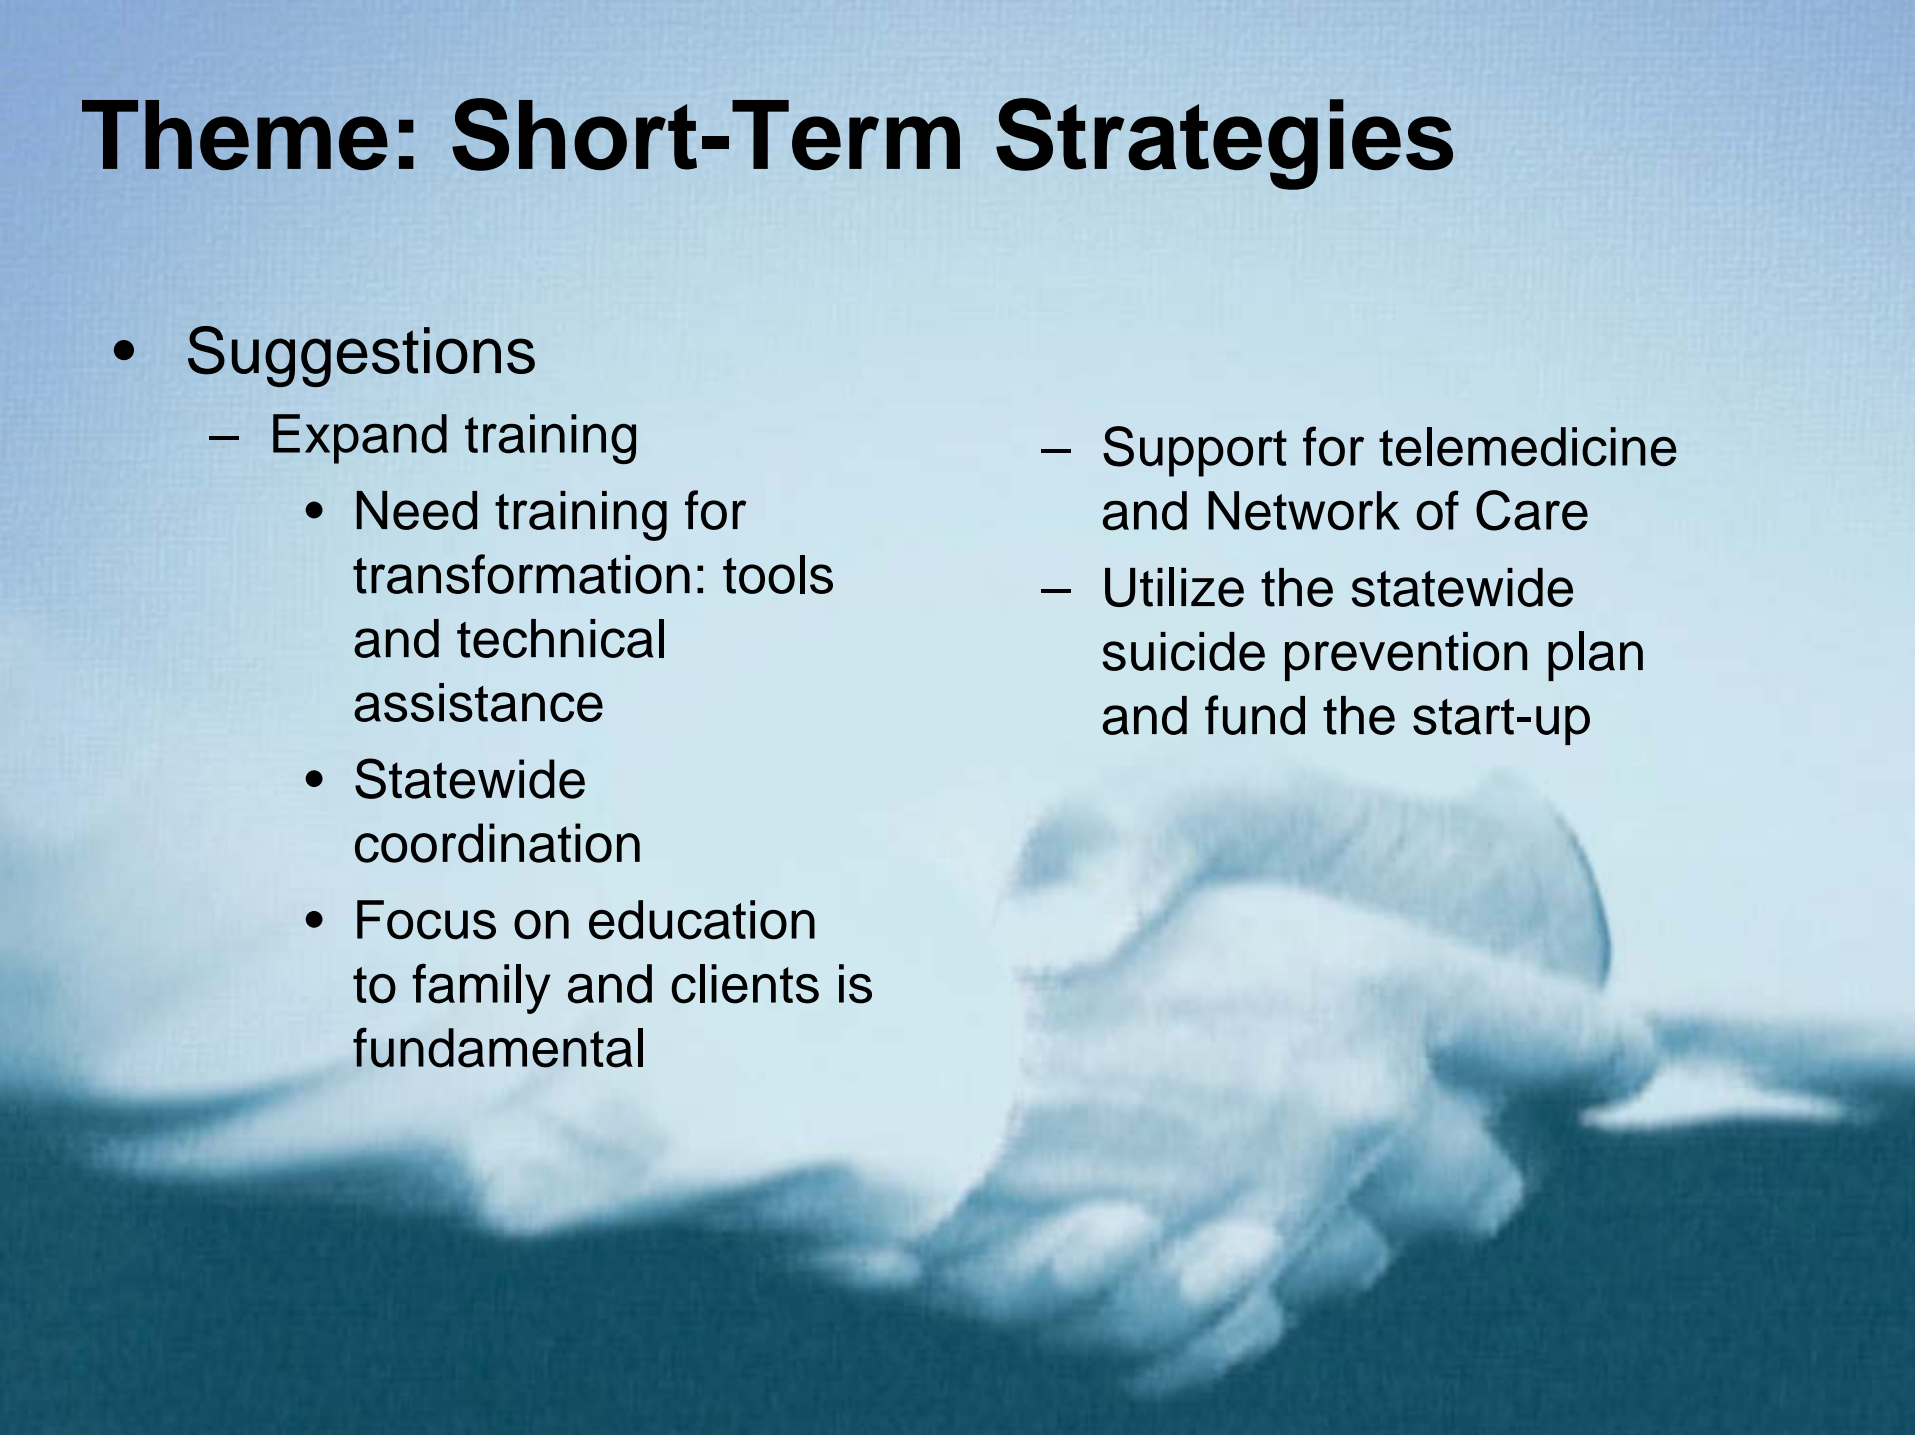 Theme: Short-Term Strategies
• Suggestions
– Expand training
• Need training for
transformation: tools
and technical
assistance
• Statewide
coordination
• Focus on education
to family and clients is
fundamental
– Support for telemedicine
and Network of Care
– Utilize the statewide
suicide prevention plan
and fund the start-up